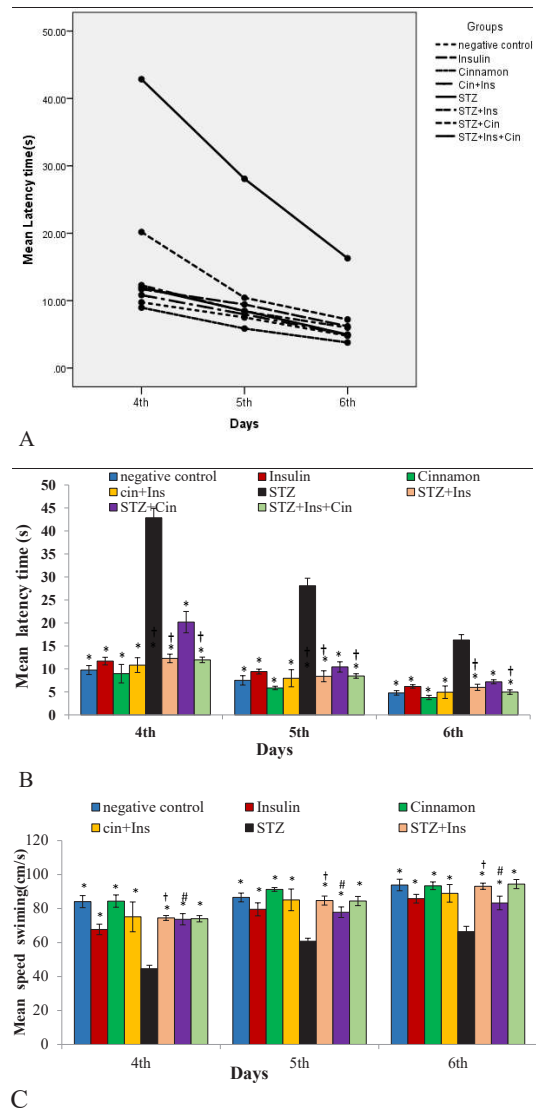 Groups
negative control
Insulin
Cinnamon
Cin+Ins
STZ
STZ+Ins
STZ+Cin
STZ+Ins+Cin
50.00
40.00
30.00
20.00
10.00
.00
Mean Latency time(s)
4th 5th 6th
Days
A
negative control Insulin Cinnamon
cin+Ins STZ STZ+Ins
STZ+Cin STZ+Ins+Cin
50
45
40
35
30
25
20
15
10
5
0
Mean latency time (s)
* * * * † * † * * † *
* * * * † * † * * † *
* * * * † * * † *
4th 5th 6th
Days
B
negative control Insulin Cinnamon
cin+Ins STZ STZ+Ins
120
100
80
60
40
20
0
Mean speed swiming(cm/s)
* * * * † * # * *
* * * * † * # * *
* * * * † * # * *
4th 5th 6th
Days
C